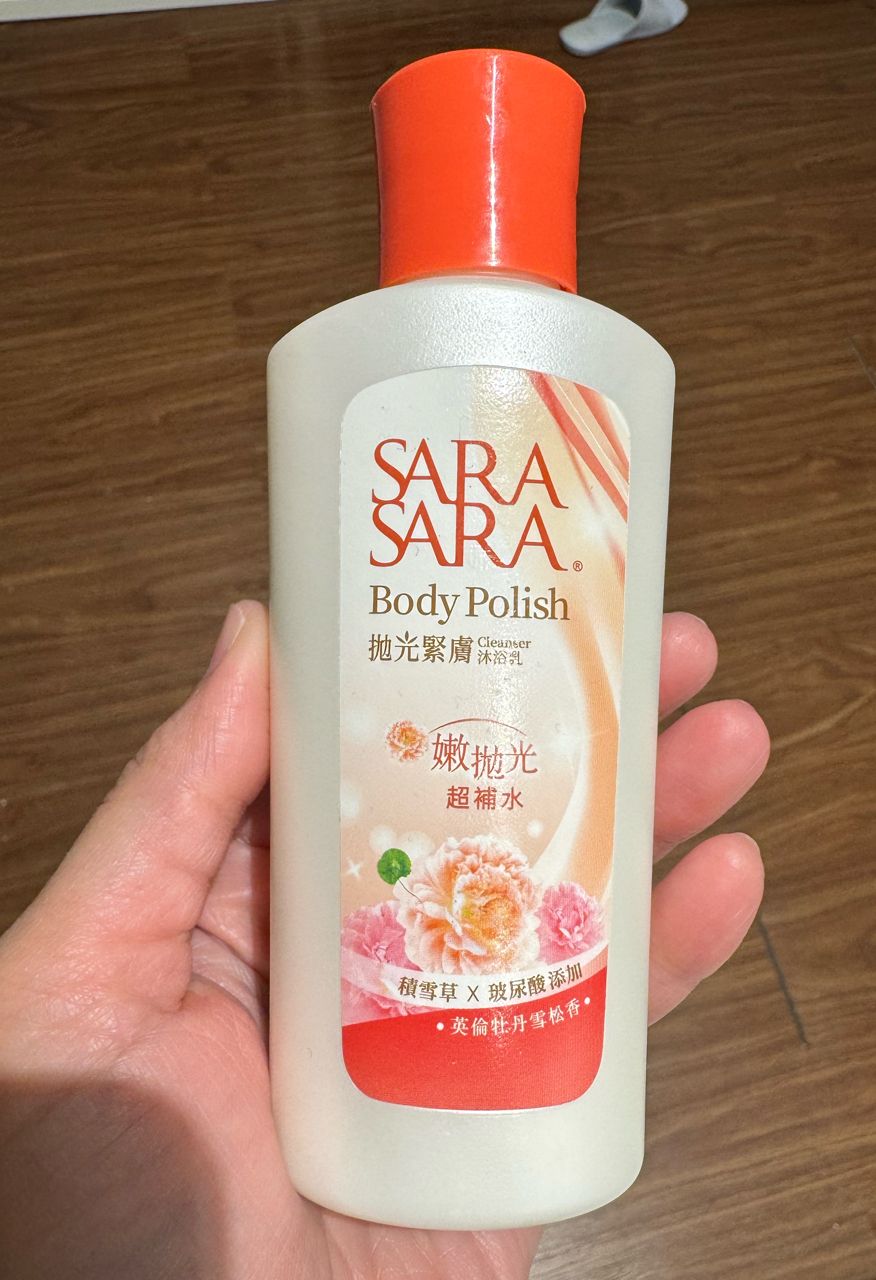 SARA
SARA®
Body Polish
拋光緊膚 Cleanser 沐浴乳
嫩拋光
超補水
積雪草 X 玻尿酸添加
•英倫牡丹雪松香•